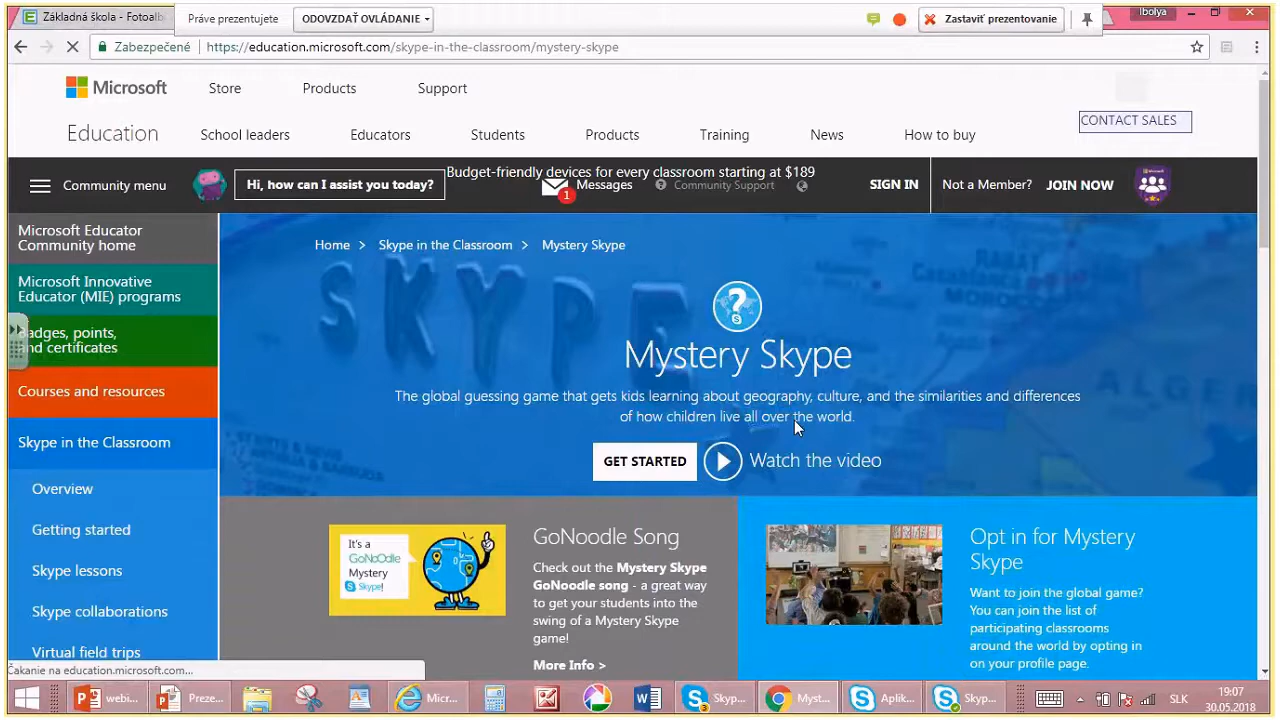 Základná škola - Fotoalb
Práve prezentujete
ODOVZDAŤ OVLÁDANIE
Zastaviť prezentovanie
Ibolya
Zabezpečené
https://education.microsoft.com/skype-in-the-classroom/mystery-skype
Microsoft
Store
Products
Support
CONTACT SALES
Education
School leaders
Educators
Students
Products
Training
News
How to buy
Budget-friendly devices for every classroom starting at $189
Community menu
Hi, how can I assist you today?
Messages
1
Community Support
SIGN IN
Not a Member?
JOIN NOW
Microsoft Educator
Community home
Microsoft Innovative
Educator (MIE) programs
adges, points,
and certificates
Courses and resources
Skype in the Classroom
Overview
Getting started
Skype lessons
Skype collaborations
Virtual field trips
Home > Skype in the Classroom > Mystery Skype
SKYPE
RABAT
Casablanca
MOROCCO
ALGER
Mystery Skype
The global guessing game that gets kids learning about geography, culture, and the similarities and differences
of how children live all over the world.
GET STARTED
Watch the video
It's a
GoNoodle
Mystery
Skype!
GoNoodle Song
Check out the Mystery Skype
GoNoodle song - a great way
to get your students into the
swing of a Mystery Skype
game!
More Info >
Opt in for Mystery
Skype
Want to join the global game?
You can join the list of
participating classrooms
around the world by opting in
on your profile page.
Čakanie na education.microsoft.com...
webi...
Preze...
Micr...
Skyp...
Myst...
Aplik...
Skyp...
SLK
19:07
30.05.2018